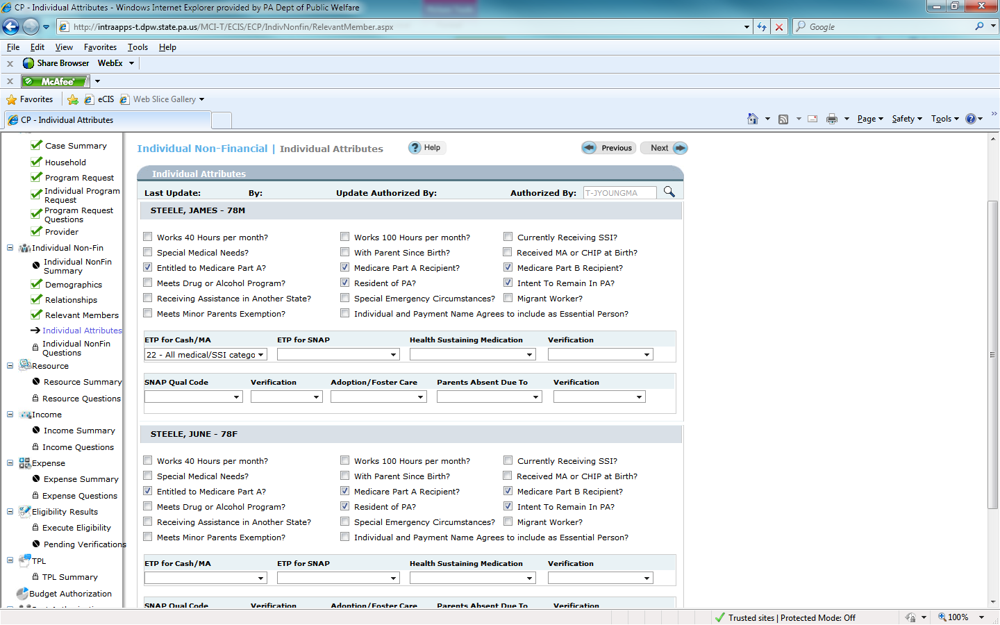 CP - Individual Attributes - Windows Internet Explorer provided by PA Dept of Public Welfare
http://intraapps-t.dpw.state.pa.us/MCI-T/ECIS/ECP/IndivNonfin/RelevantMember.aspx
Google
File Edit View Favorites Tools Help
x Share Browser WebEx
x McAfee
Favorites eCIS Web Slice Gallery
CP - Individual Attributes
Page Safety Tools
Case Summary
Household
Program Request
Individual Program
Request
Program Request
Questions
Provider
Individual Non-Fin
Individual NonFin
Summary
Demographics
Relationships
Relevant Members
Individual Attributes
Individual NonFin
Questions
Resource
Resource Summary
Resource Questions
Income
Income Summary
Income Questions
Expense
Expense Summary
Expense Questions
Eligibility Results
Execute Eligibility
Pending Verifications
TPL
TPL Summary
Budget Authorization
Individual Non-Financial | Individual Attributes ? Help Previous Next
Individual Attributes
Last Update: By: Update Authorized By: Authorized By: T-JYOUNGMA
STEELE, JAMES - 78M
Works 40 Hours per month? Works 100 Hours per month? Currently Receiving SSI?
Special Medical Needs? With Parent Since Birth? Received MA or CHIP at Birth?
Entitled to Medicare Part A? Medicare Part A Recipient? Medicare Part B Recipient?
Meets Drug or Alcohol Program? Resident of PA? Intent To Remain In PA?
Receiving Assistance in Another State? Special Emergency Circumstances? Migrant Worker?
Meets Minor Parents Exemption? Individual and Payment Name Agrees to include as Essential Person?
ETP for Cash/MA ETP for SNAP Health Sustaining Medication Verification
22 - All medical/SSI catego
SNAP Qual Code Verification Adoption/Foster Care Parents Absent Due To Verification
STEELE, JUNE - 78F
Works 40 Hours per month? Works 100 Hours per month? Currently Receiving SSI?
Special Medical Needs? With Parent Since Birth? Received MA or CHIP at Birth?
Entitled to Medicare Part A? Medicare Part A Recipient? Medicare Part B Recipient?
Meets Drug or Alcohol Program? Resident of PA? Intent To Remain In PA?
Receiving Assistance in Another State? Special Emergency Circumstances? Migrant Worker?
Meets Minor Parents Exemption? Individual and Payment Name Agrees to include as Essential Person?
ETP for Cash/MA ETP for SNAP Health Sustaining Medication Verification
SNAP Qual Code Verification Adoption/Foster Care Parents Absent Due To Verification
Trusted sites | Protected Mode: Off 100%